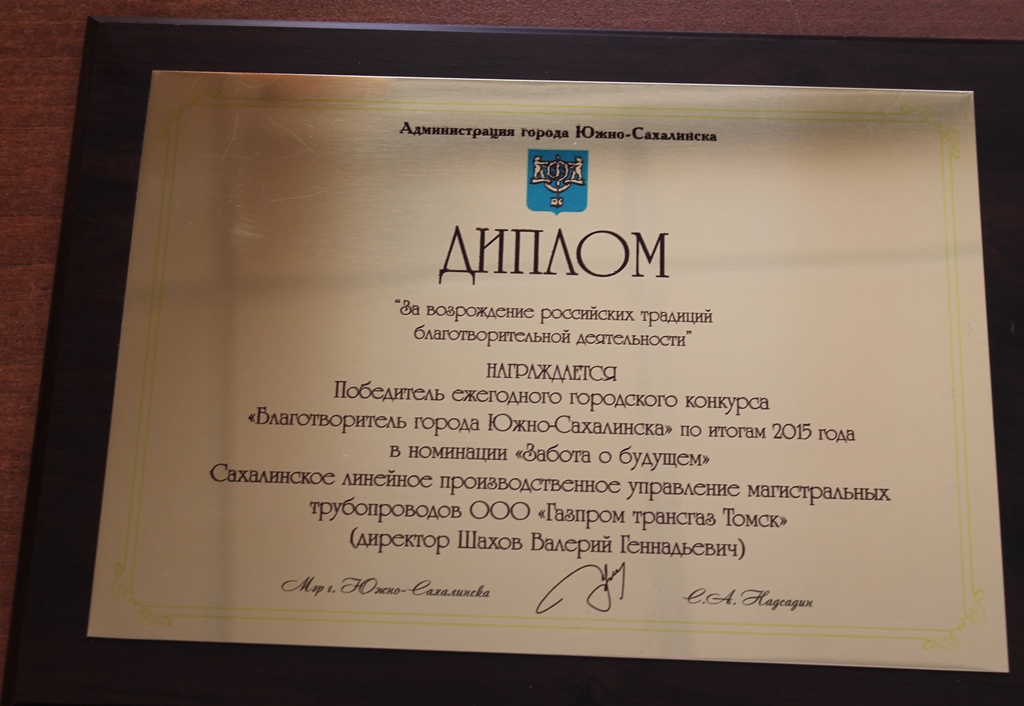 Администрация города Южно-Сахалинска
ДИПЛОМ
"За возрождение российских традиций
благотворительной деятельности"
НАГРАЖДАЕТСЯ
Победитель ежегодного городского конкурса
«Благотворитель города Южно-Сахалинска» по итогам 2015 года
в номинации «Забота о будущем»
Сахалинское линейное производственное управление магистральных
трубопроводов ООО «Газпром трансгаз Томск»
(директор Шахов Валерий Геннадьевич)
Мэр г. Южно-Сахалинска С.А. Надсадин